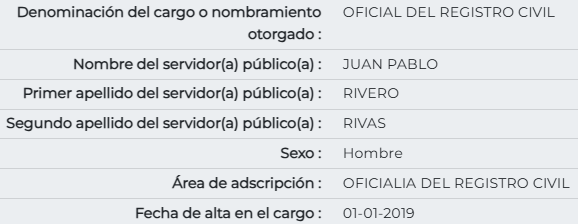 Denominación del cargo o nombramiento otorgado : OFICIAL DEL REGISTRO CIVIL
Nombre del servidor(a) público(a) : JUAN PABLO
Primer apellido del servidor(a) público(a) : RIVERO
Segundo apellido del servidor(a) público(a) : RIVAS
Sexo : Hombre
Área de adscripción : OFICIALIA DEL REGISTRO CIVIL
Fecha de alta en el cargo : 01-01-2019